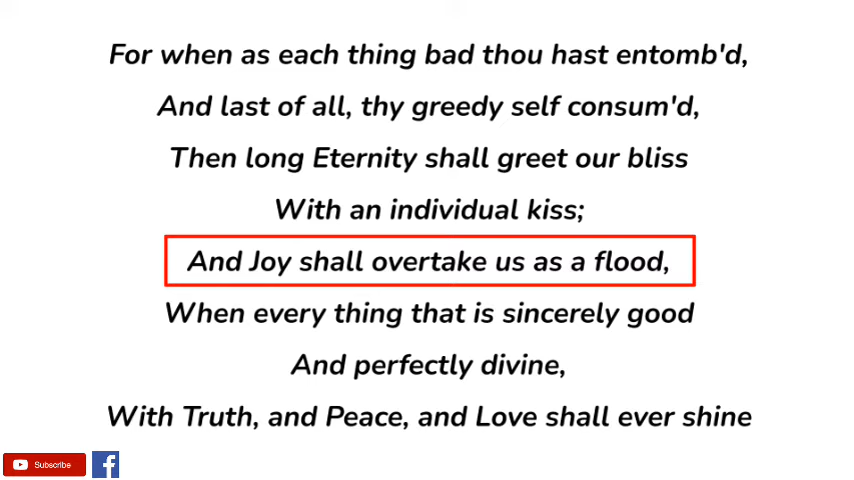 For when as each thing bad thou hast entomb'd,
And last of all, thy greedy self consum'd,
Then long Eternity shall greet our bliss
With an individual kiss;
And Joy shall overtake us as a flood,
When every thing that is sincerely good
And perfectly divine,
With Truth, and Peace, and Love shall ever shine
Subscribe